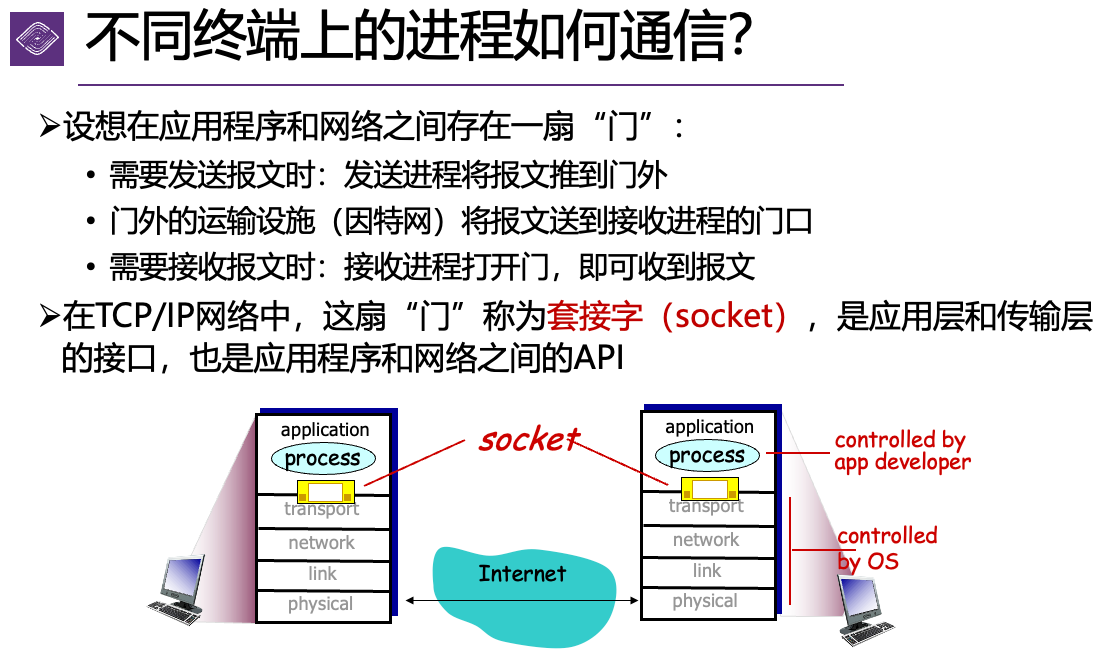 不同终端上的进程如何通信？
➢设想在应用程序和网络之间存在一扇“门”：
• 需要发送报文时：发送进程将报文推到门外
• 门外的运输设施（因特网）将报文送到接收进程的门口
• 需要接收报文时：接收进程打开门，即可收到报文
➢在TCP/IP网络中，这扇“门”称为套接字（socket），是应用层和传输层
的接口，也是应用程序和网络之间的API
application
process
transport
network
link
physical
socket
Internet
application
process
transport
network
link
physical
controlled by
app developer
controlled
by OS